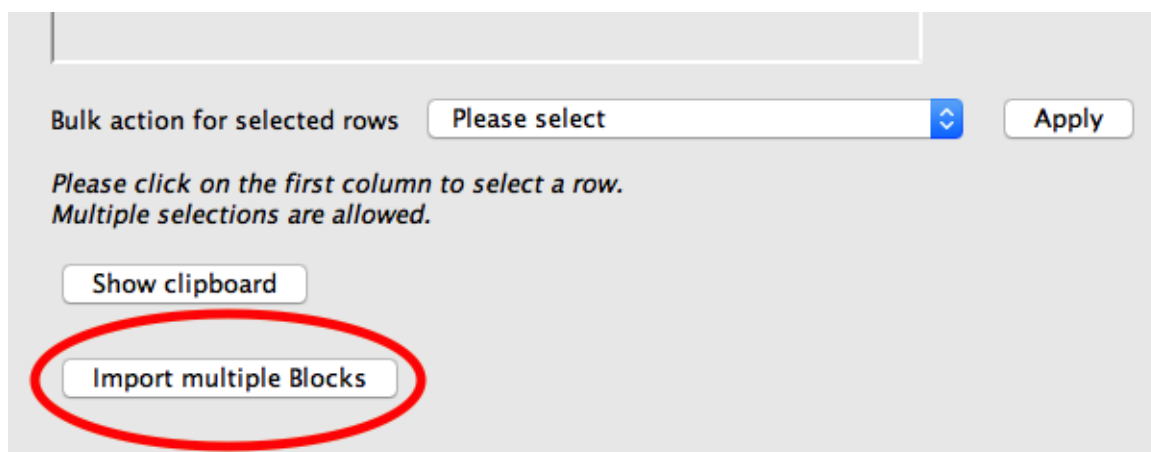 Bulk action for selected rows Please select Apply
Please click on the first column to select a row.
Multiple selections are allowed.
Show clipboard
Import multiple Blocks